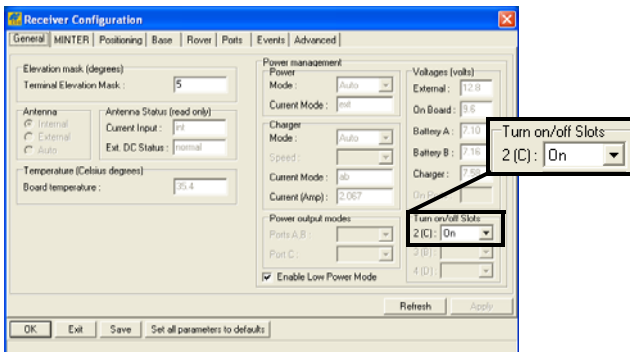 Receiver Configuration
General MINTER Positioning Base Rover Ports Events Advanced
Elevation mask (degrees)
Terminal Elevation Mask : 5
Antenna
Internal
External
Auto
Antenna Status (read only)
Current Input : int
Ext. DC Status : normal
Temperature (Celsius degrees)
Board temperature : 35.4
Power management
Power
Mode : Auto
Current Mode : ext
Charger
Mode : Auto
Speed :
Current Mode : ab
Current (Amp) : 2.067
Power output modes
Ports A,B :
Port C :
Enable Low Power Mode
Voltages (volts)
External : 12.8
On Board : 9.6
Battery A : 7.10
Battery B : 7.16
Charger : 7.58
Turn on/off Slots
2 (C) : On
3 (B) :
4 (D) :
Turn on/off Slots
2 (C) : On
Refresh Apply
OK Exit Save Set all parameters to defaults